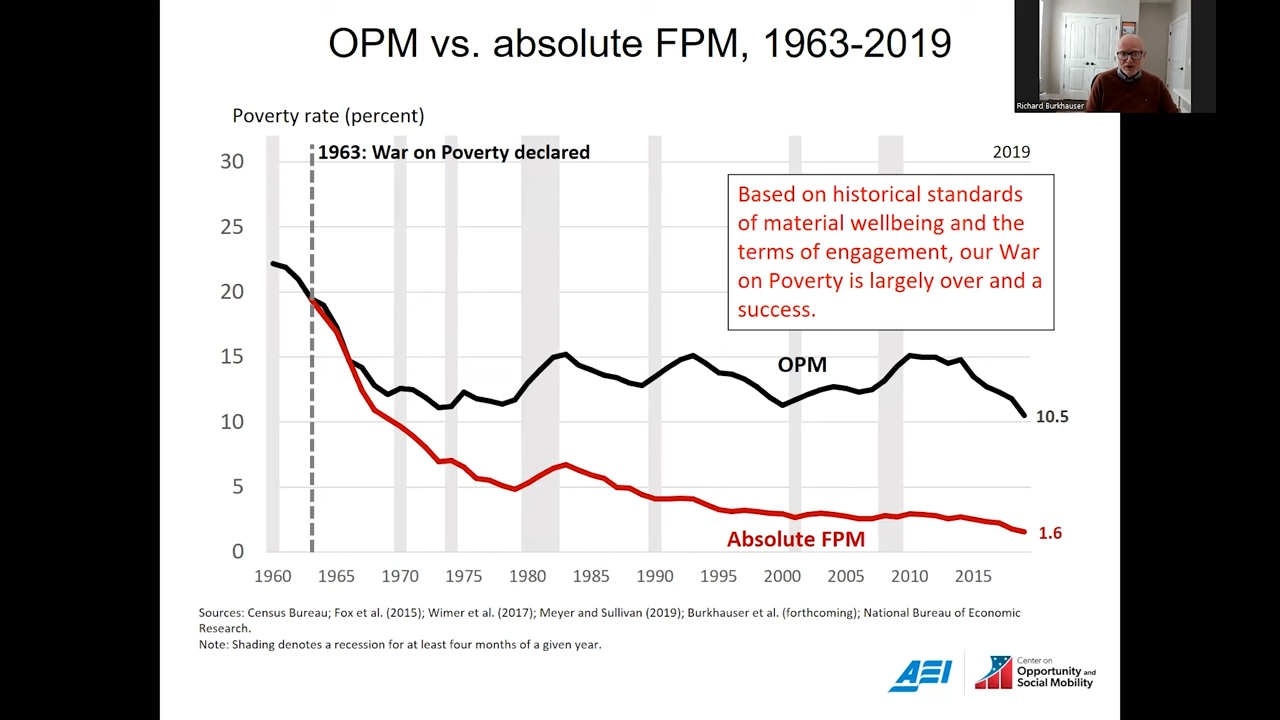 OPM vs. absolute FPM, 1963-2019
Richard Burkhauser
Poverty rate (percent)
1963: War on Poverty declared
2019
30
25
20
15
10
5
0
Based on historical standards
of material wellbeing and the
terms of engagement, our War
on Poverty is largely over and a
success.
OPM
10.5
Absolute FPM
1.6
1960 1965 1970 1975 1980 1985 1990 1995 2000 2005 2010 2015
Sources: Census Bureau; Fox et al. (2015); Wimer et al. (2017); Meyer and Sullivan (2019); Burkhauser et al. (forthcoming); National Bureau of Economic
Research.
Note: Shading denotes a recession for at least four months of a given year.
AEI
Center on
Opportunity and
Social Mobility